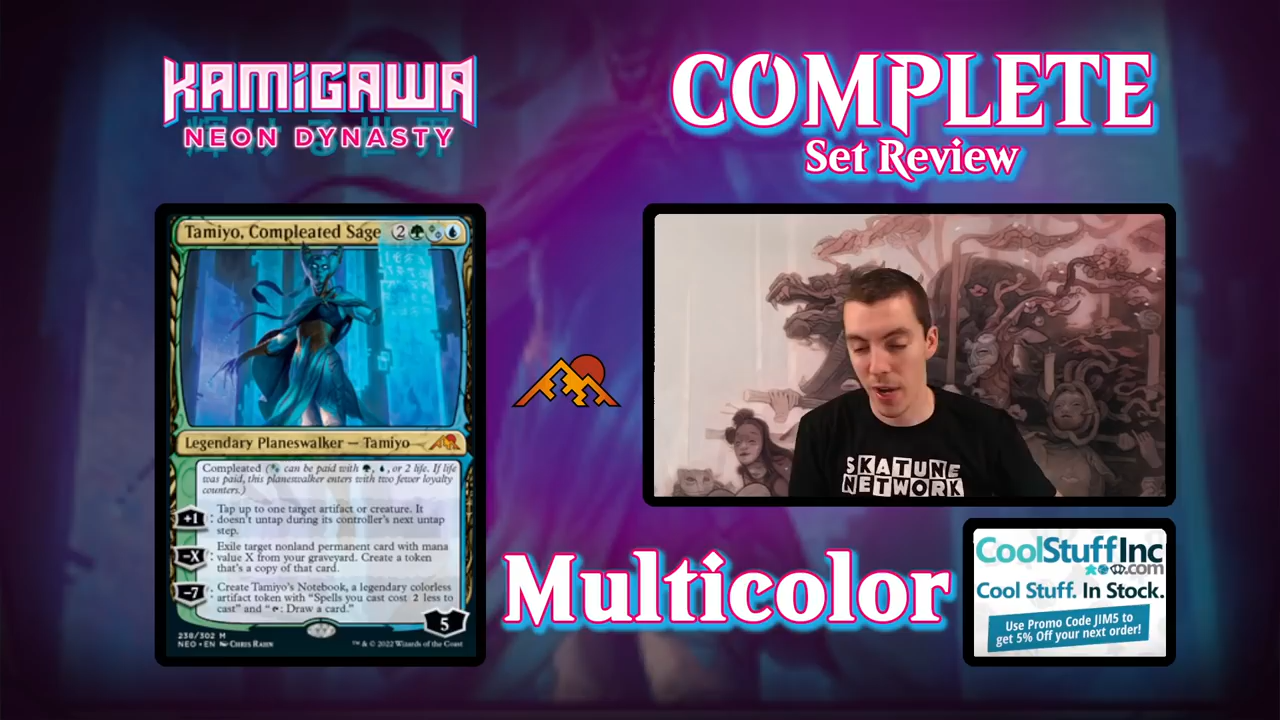 KAMIGAWA
輝ける世界
NEON DYNASTY
COMPLETE
Set Review
Tamiyo, Compleated Sage
2
Legendary Planeswalker — Tamiyo
Compleated ( can be paid with , , or 2 life. If life
was paid, this planeswalker enters with two fewer loyalty
counters.)
+1 : Tap up to one target artifact or creature. It
doesn't untap during its controller's next untap
step.
-X : Exile target nonland permanent card with mana
value X from your graveyard. Create a token
that's a copy of that card.
-7 : Create Tamiyo's Notebook, a legendary colorless
artifact token with "Spells you cast cost 2 less to
cast" and " : Draw a card."
5
238/302 M
NEO • EN Chris Rahn
™ & © 2022 Wizards of the Coast
SKATUNE
NETWORK
Multicolor
CoolStuffInc
.com
Cool Stuff. In Stock.
Use Promo Code JIM5 to
get 5% Off your next order!